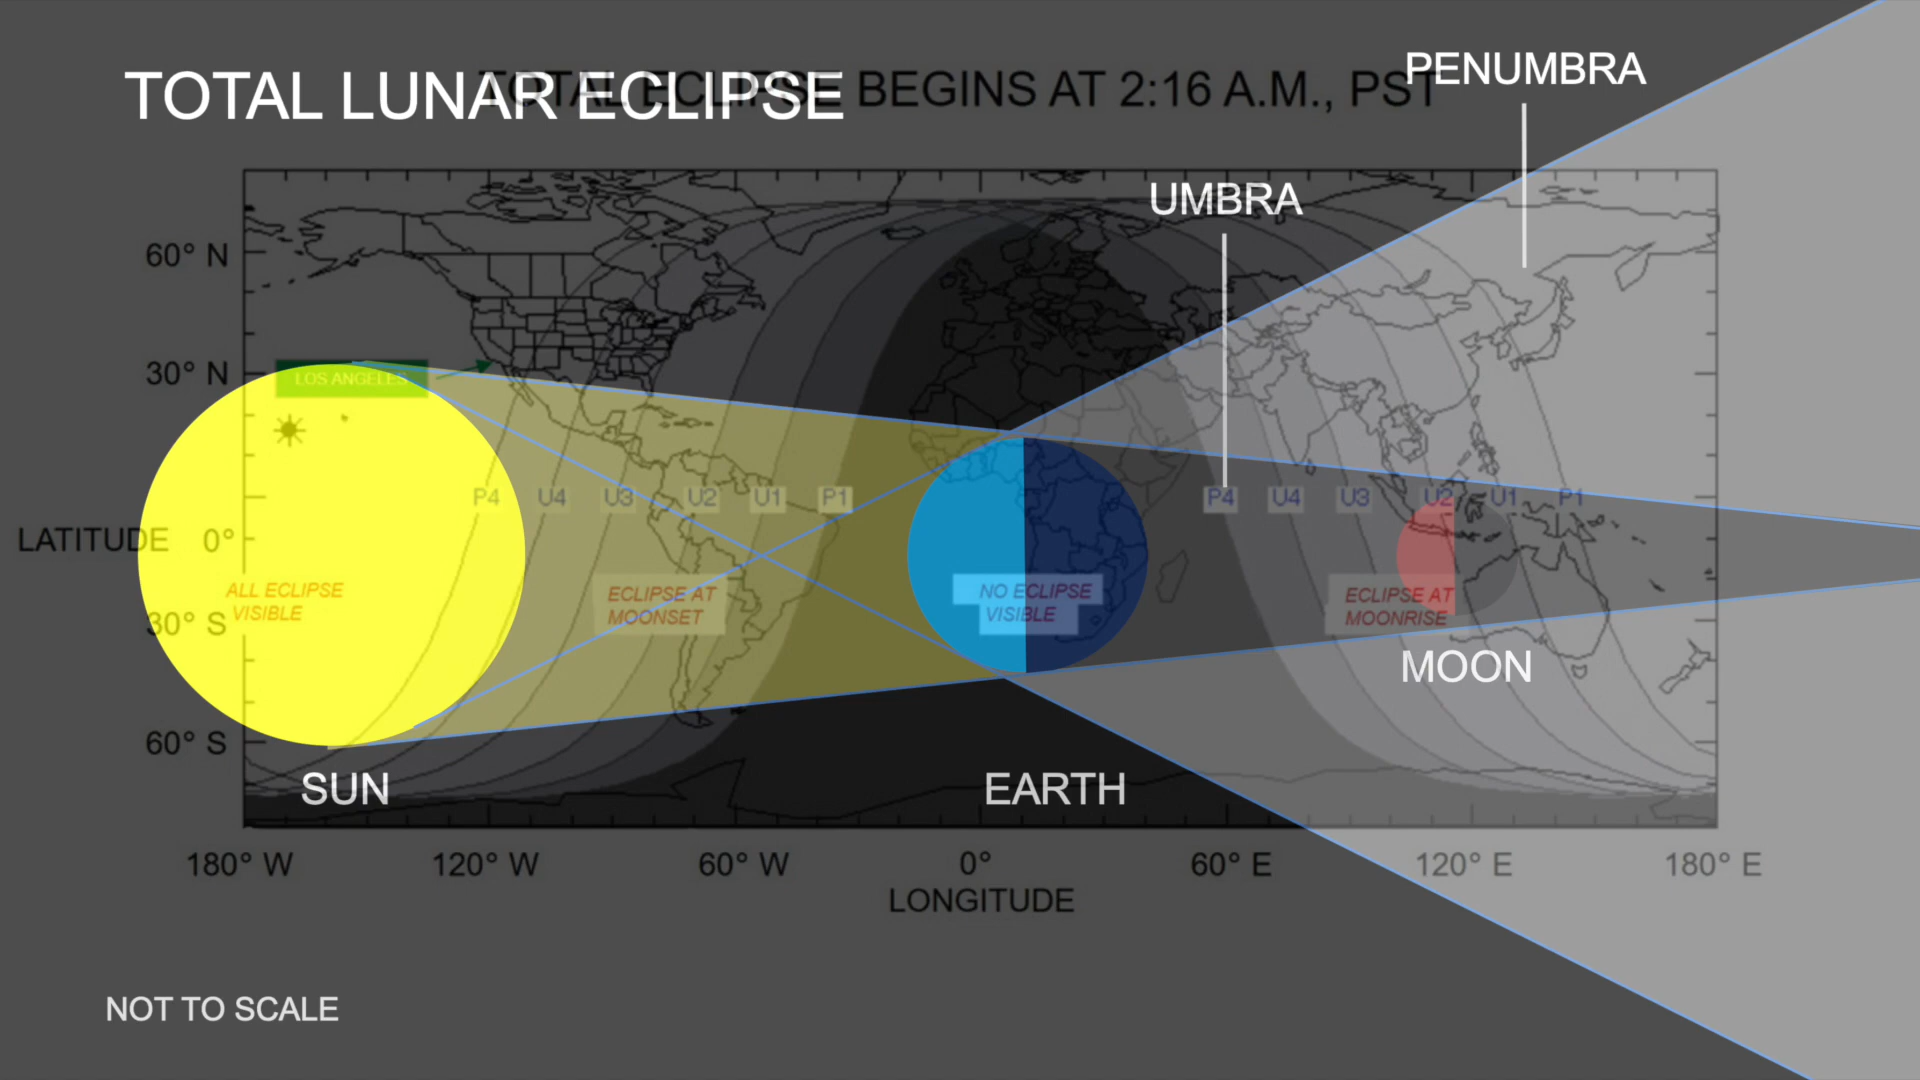 TOTAL LUNAR ECLIPSE
TOTAL ECLIPSE BEGINS AT 2:16 A.M., PST
PENUMBRA
UMBRA
60° N
30° N
LOS ANGELES
P4 U4 U3 U2 U1 P1
P4 U4 U3 U2 U1 P1
LATITUDE 0°
ALL ECLIPSE
VISIBLE
ECLIPSE AT
MOONSET
NO ECLIPSE
VISIBLE
ECLIPSE AT
MOONRISE
30° S
MOON
60° S
SUN
EARTH
180° W 120° W 60° W 0° 60° E 120° E 180° E
LONGITUDE
NOT TO SCALE